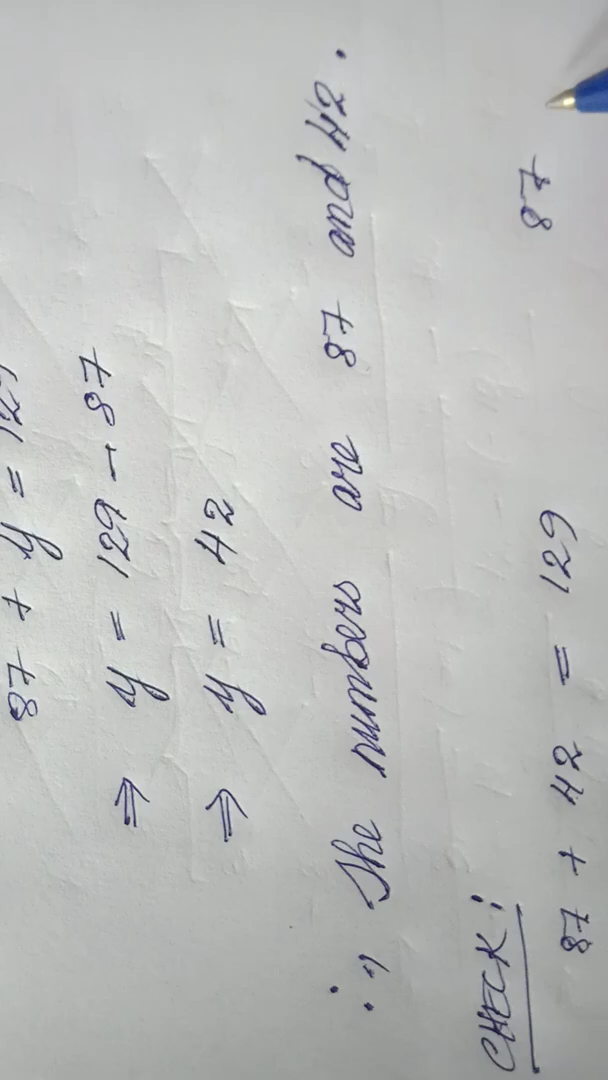 87 + y = 129
⇒ y = 129 - 87
⇒ y = 42
∴, The numbers are 87 and 42.
CHECK:
87 + 42 = 129 87